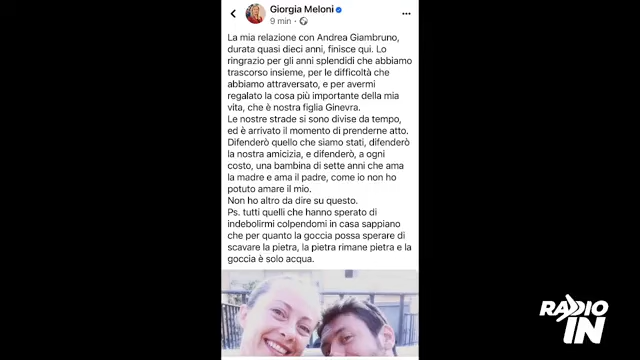 Giorgia Meloni
9 min
La mia relazione con Andrea Giambruno,
durata quasi dieci anni, finisce qui. Lo
ringrazio per gli anni splendidi che abbiamo
trascorso insieme, per le difficoltà che
abbiamo attraversato, e per avermi
regalato la cosa più importante della mia
vita, che è nostra figlia Ginevra.
Le nostre strade si sono divise da tempo,
ed è arrivato il momento di prenderne atto.
Difenderò quello che siamo stati, difenderò
la nostra amicizia, e difenderò, a ogni
costo, una bambina di sette anni che ama
la madre e ama il padre, come io non ho
potuto amare il mio.
Non ho altro da dire su questo.
Ps. tutti quelli che hanno sperato di
indebolirmi colpendomi in casa sappiano
che per quanto la goccia possa sperare di
scavare la pietra, la pietra rimane pietra e la
goccia è solo acqua.
RADIO
IN